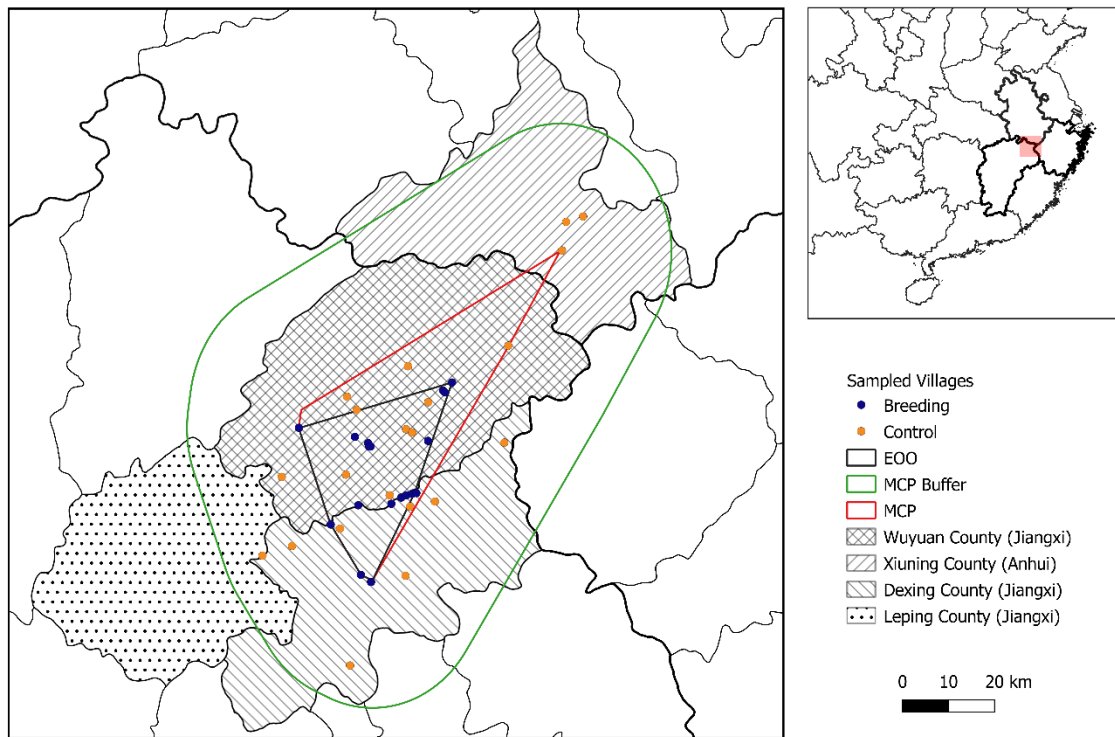 Sampled Villages
Breeding
Control
EOO
MCP Buffer
MCP
Wuyuan County (Jiangxi)
Xiuning County (Anhui)
Dexing County (Jiangxi)
Leping County (Jiangxi)
0 10 20 km